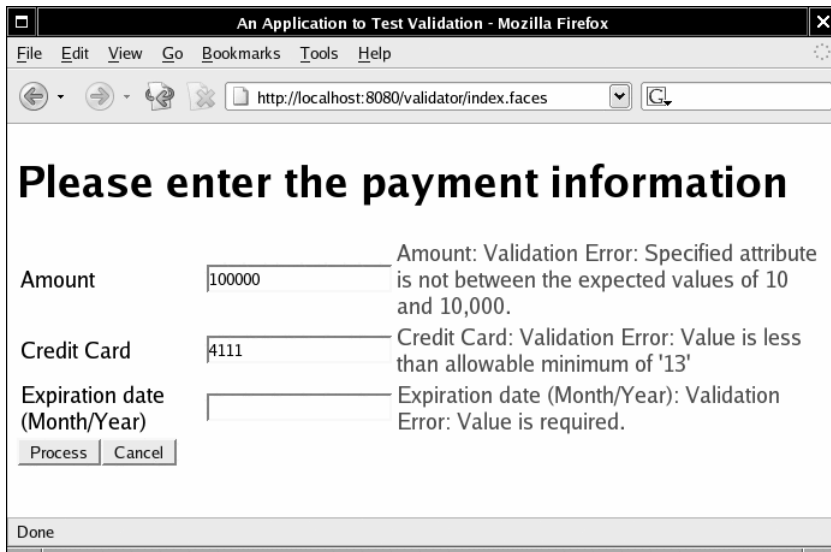 An Application to Test Validation - Mozilla Firefox
File Edit View Go Bookmarks Tools Help
http://localhost:8080/validator/index.faces
G
Please enter the payment information
Amount
100000
Amount: Validation Error: Specified attribute
is not between the expected values of 10
and 10,000.
Credit Card
4111
Credit Card: Validation Error: Value is less
than allowable minimum of '13'
Expiration date
(Month/Year)
Expiration date (Month/Year): Validation
Error: Value is required.
Process Cancel
Done